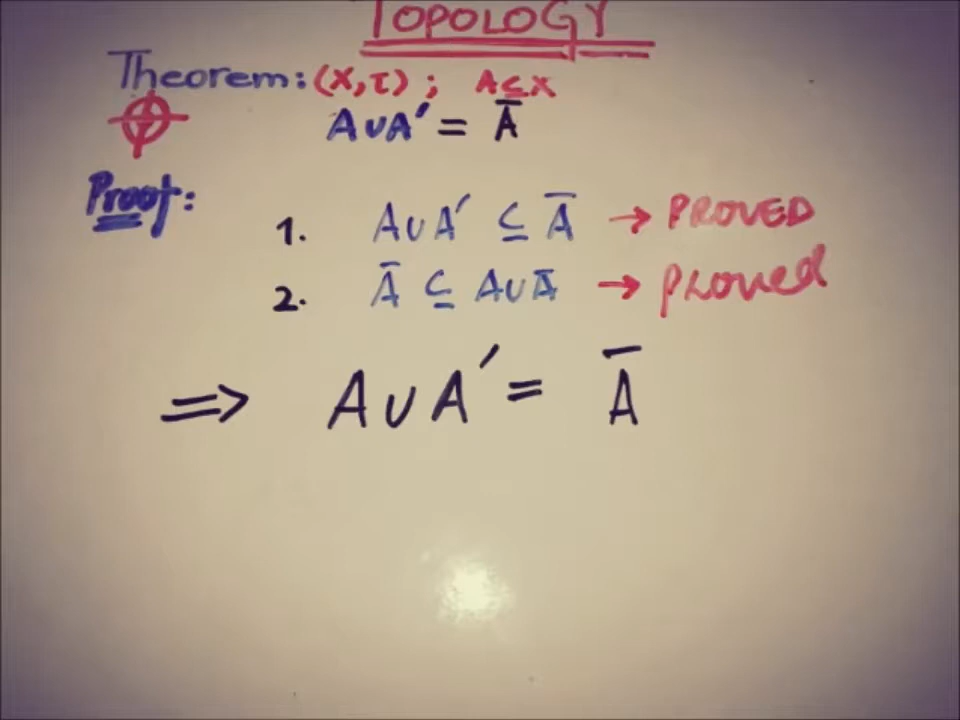 TOPOLOGY
Theorem: (X,τ) ; A⊆X
A∪A′ = A̅
Proof:
1. A∪A′ ⊆ A̅ → PROVED
2. A̅ ⊆ A∪A̅ → PROVED
⇒ A∪A′ = A̅